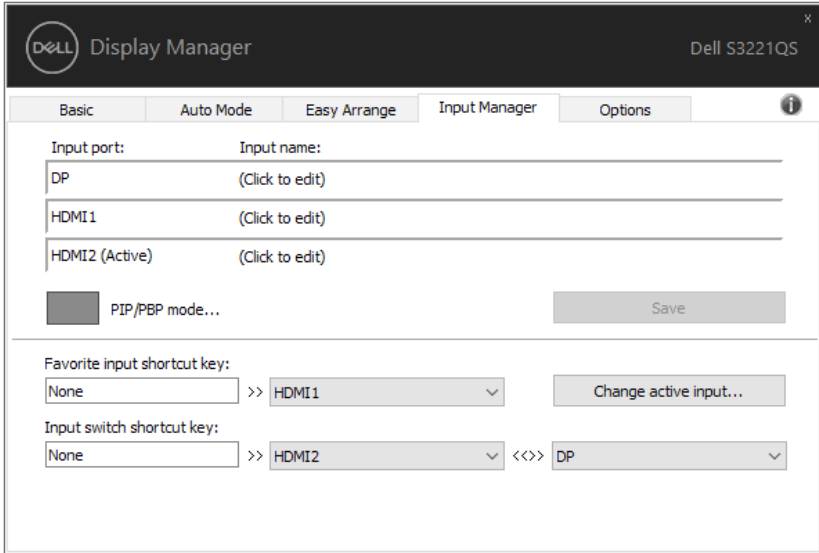 x
DELL Display Manager Dell S3221QS
Basic Auto Mode Easy Arrange Input Manager Options i
Input port: Input name:
DP (Click to edit)
HDMI1 (Click to edit)
HDMI2 (Active) (Click to edit)
PIP/PBP mode... Save
Favorite input shortcut key:
None >> HDMI1 Change active input...
Input switch shortcut key:
None >> HDMI2 <<>> DP